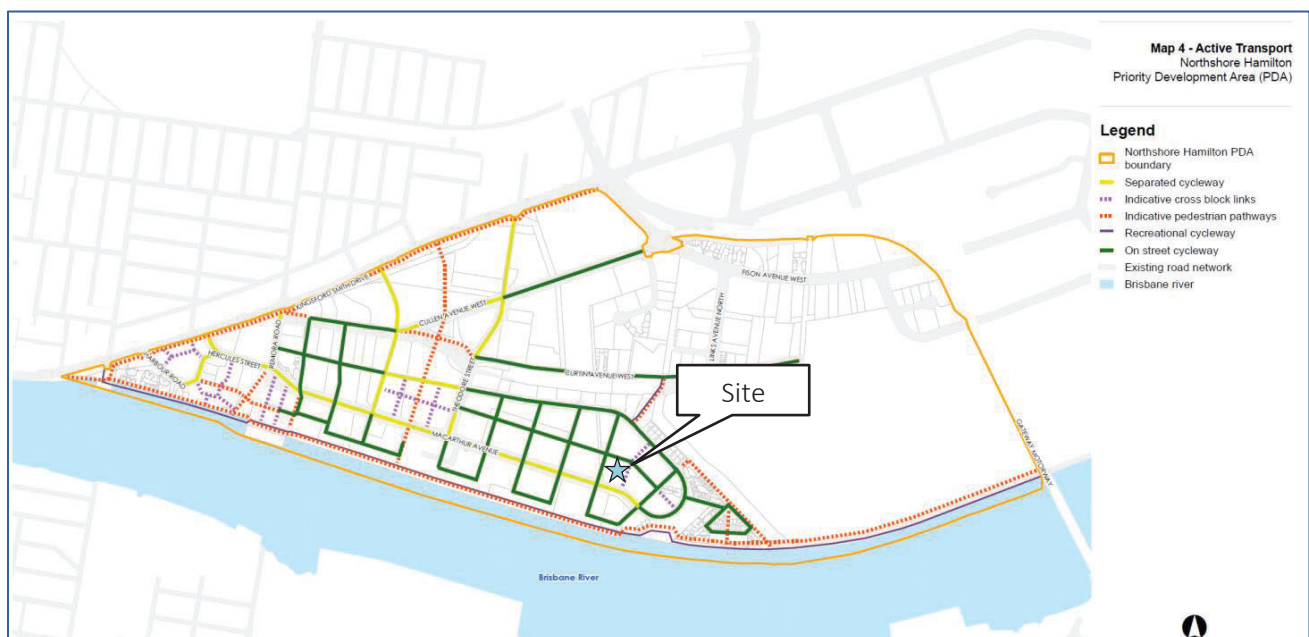 Map 4 - Active Transport
Northshore Hamilton
Priority Development Area (PDA)
Legend
Northshore Hamilton PDA
boundary
Separated cycleway
Indicative cross block links
Indicative pedestrian pathways
Recreational cycleway
On street cycleway
Existing road network
Brisbane river
KINGSFORD SMITH DRIVE
FISON AVENUE WEST
CULLEN AVENUE WEST
LINKS AVENUE NORTH
REMORA ROAD
HERCULES STREET
HARBOUR ROAD
THEODORE STREET
CURTIN AVENUE WEST
Site
MACARTHUR AVENUE
GATEWAY MOTORWAY
Brisbane River